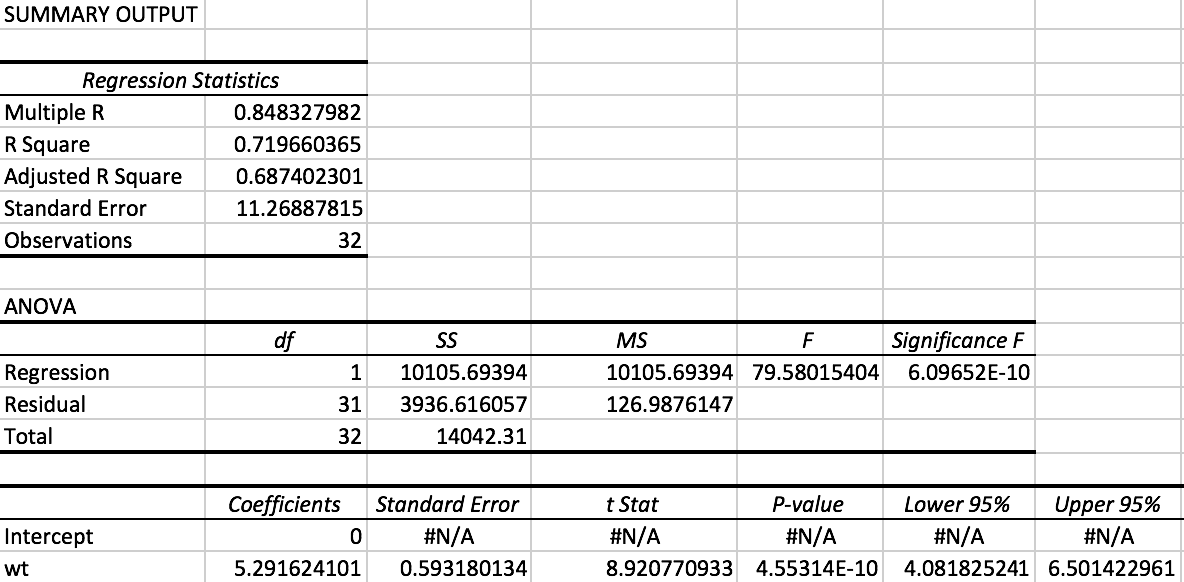 SUMMARY OUTPUT
Regression Statistics
Multiple R 0.848327982
R Square 0.719660365
Adjusted R Square 0.687402301
Standard Error 11.26887815
Observations 32
ANOVA
df SS MS F Significance F
Regression 1 10105.69394 10105.69394 79.58015404 6.09652E-10
Residual 31 3936.616057 126.9876147
Total 32 14042.31
Coefficients Standard Error t Stat P-value Lower 95% Upper 95%
Intercept 0 #N/A #N/A #N/A #N/A #N/A
wt 5.291624101 0.593180134 8.920770933 4.55314E-10 4.081825241 6.501422961